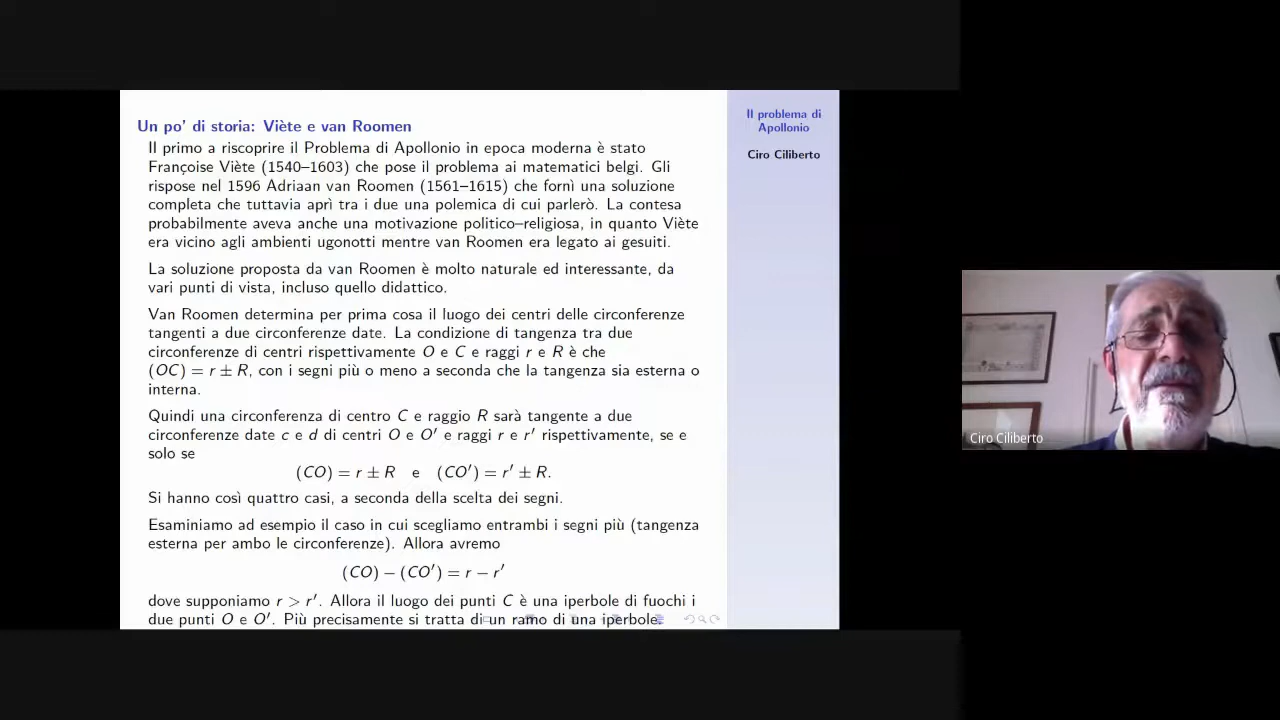 Un po' di storia: Viète e van Roomen
Il primo a riscoprire il Problema di Apollonio in epoca moderna è stato
Françoise Viète (1540–1603) che pose il problema ai matematici belgi. Gli
rispose nel 1596 Adriaan van Roomen (1561–1615) che fornì una soluzione
completa che tuttavia aprì tra i due una polemica di cui parlerò. La contesa
probabilmente aveva anche una motivazione politico–religiosa, in quanto Viète
era vicino agli ambienti ugonotti mentre van Roomen era legato ai gesuiti.
La soluzione proposta da van Roomen è molto naturale ed interessante, da
vari punti di vista, incluso quello didattico.
Van Roomen determina per prima cosa il luogo dei centri delle circonferenze
tangenti a due circonferenze date. La condizione di tangenza tra due
circonferenze di centri rispettivamente O e C e raggi r e R è che
(OC) = r ± R, con i segni più o meno a seconda che la tangenza sia esterna o
interna.
Quindi una circonferenza di centro C e raggio R sarà tangente a due
circonferenze date c e d di centri O e O′ e raggi r e r′ rispettivamente, se e
solo se
(CO) = r ± R e (CO′) = r′ ± R.
Si hanno così quattro casi, a seconda della scelta dei segni.
Esaminiamo ad esempio il caso in cui scegliamo entrambi i segni più (tangenza
esterna per ambo le circonferenze). Allora avremo
(CO) − (CO′) = r − r′
dove supponiamo r > r′. Allora il luogo dei punti C è una iperbole di fuochi i
due punti O e O′. Più precisamente si tratta di un ramo di una iperbole.
Il problema di
Apollonio
Ciro Ciliberto
Ciro Ciliberto